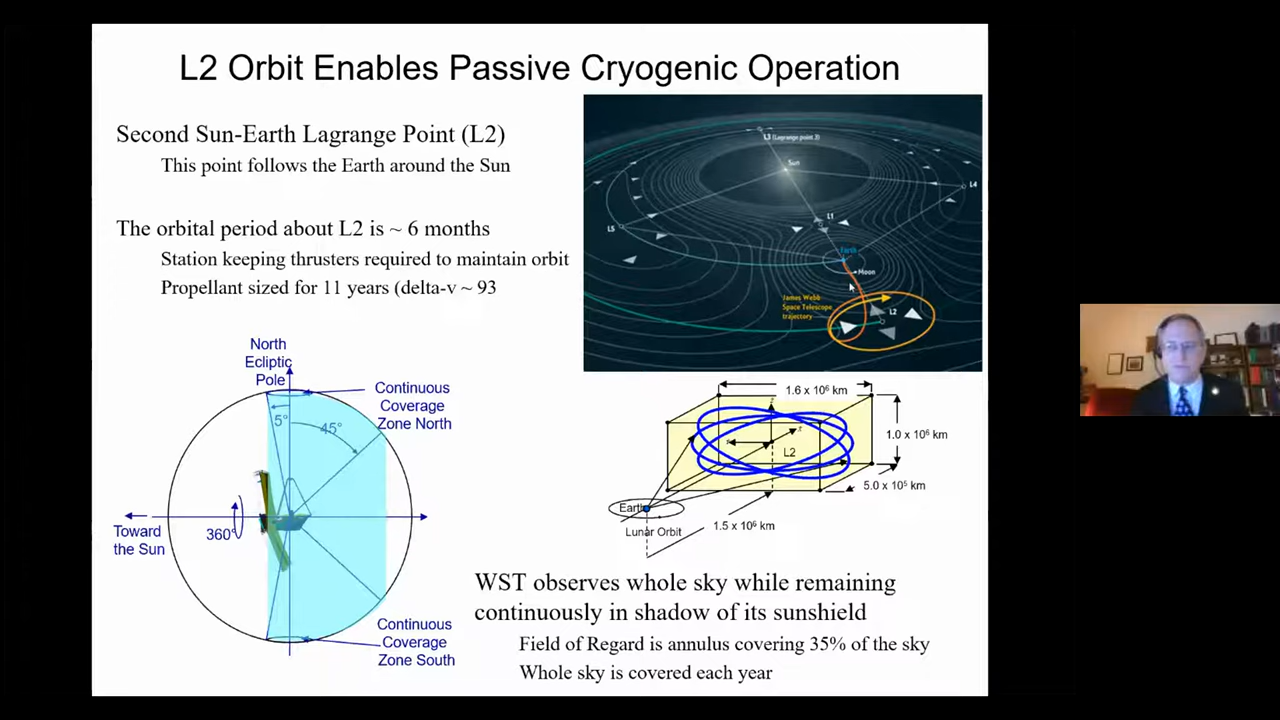 L2 Orbit Enables Passive Cryogenic Operation
Second Sun-Earth Lagrange Point (L2)
This point follows the Earth around the Sun
The orbital period about L2 is ~ 6 months
Station keeping thrusters required to maintain orbit
Propellant sized for 11 years (delta-v ~ 93
L3 (Lagrange point 3)
Sun
L4
L1
L5
Earth
Moon
James Webb
Space Telescope
trajectory
L2
North
Ecliptic
Pole
Continuous
Coverage
Zone North
5°
45°
Toward
the Sun
360°
Continuous
Coverage
Zone South
1.6 x 10⁶ km
1.0 x 10⁶ km
z
x
L2
5.0 x 10⁵ km
Earth
1.5 x 10⁶ km
Lunar Orbit
WST observes whole sky while remaining
continuously in shadow of its sunshield
Field of Regard is annulus covering 35% of the sky
Whole sky is covered each year